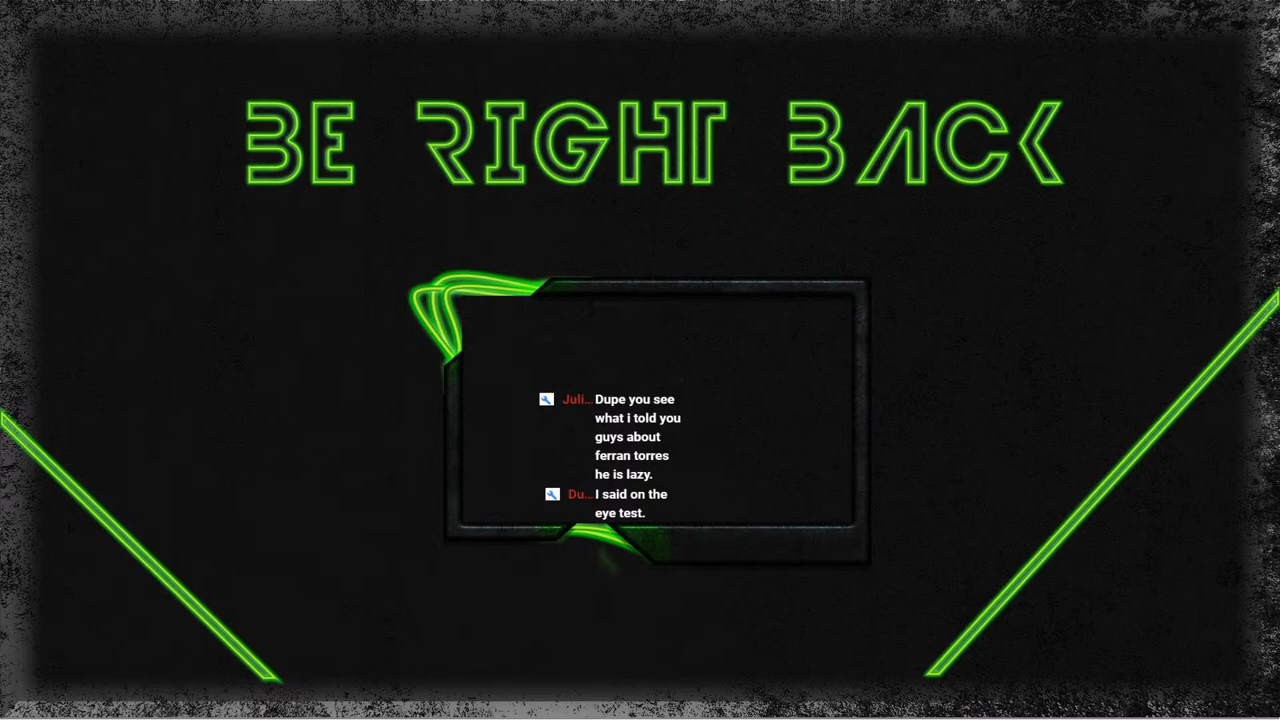 BE RIGHT BACK
Juli... Dupe you see
what i told you
guys about
ferran torres
he is lazy.
Du... I said on the
eye test.